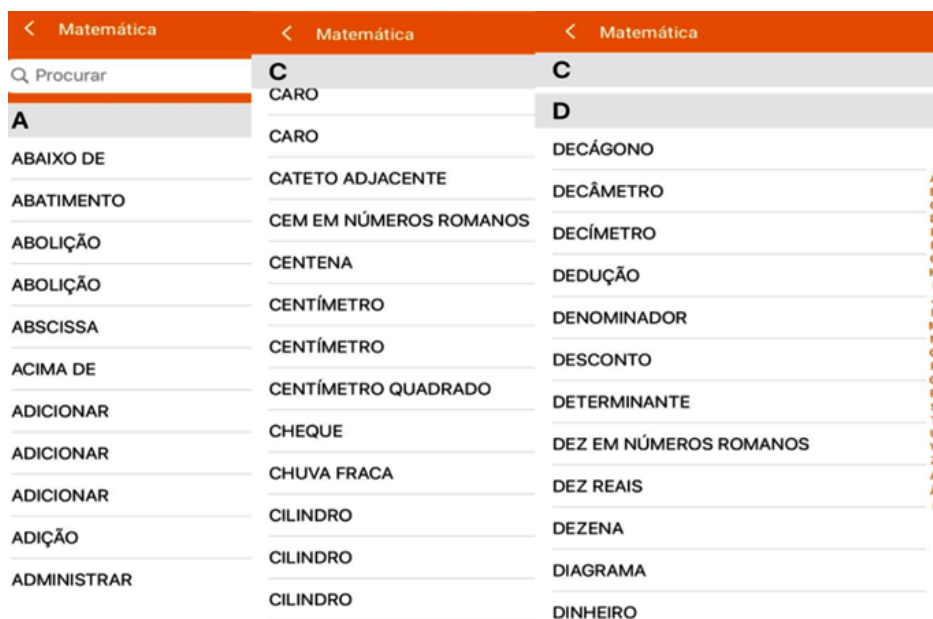 Matemática
Procurar
A
ABAIXO DE
ABATIMENTO
ABOLIÇÃO
ABOLIÇÃO
ABSCISSA
ACIMA DE
ADICIONAR
ADICIONAR
ADICIONAR
ADIÇÃO
ADMINISTRAR
Matemática
C
CARO
CARO
CATETO ADJACENTE
CEM EM NÚMEROS ROMANOS
CENTENA
CENTÍMETRO
CENTÍMETRO
CENTÍMETRO QUADRADO
CHEQUE
CHUVA FRACA
CILINDRO
CILINDRO
CILINDRO
Matemática
C
D
DECÁGONO
DECÂMETRO
DECÍMETRO
DEDUÇÃO
DENOMINADOR
DESCONTO
DETERMINANTE
DEZ EM NÚMEROS ROMANOS
DEZ REAIS
DEZENA
DIAGRAMA
DINHEIRO